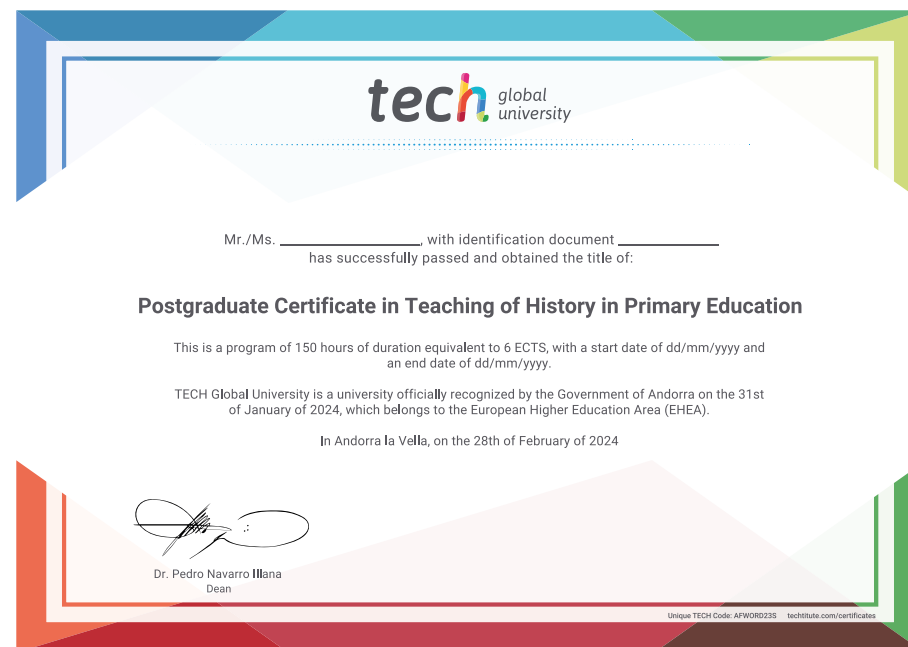 tech global
university
Mr./Ms. ____________, with identification document ____________
has successfully passed and obtained the title of:
Postgraduate Certificate in Teaching of History in Primary Education
This is a program of 150 hours of duration equivalent to 6 ECTS, with a start date of dd/mm/yyyy and
an end date of dd/mm/yyyy.
TECH Global University is a university officially recognized by the Government of Andorra on the 31st
of January of 2024, which belongs to the European Higher Education Area (EHEA).
In Andorra la Vella, on the 28th of February of 2024
Dr. Pedro Navarro Illana
Dean
Unique TECH Code: AFWORD23S techtitute.com/certificates